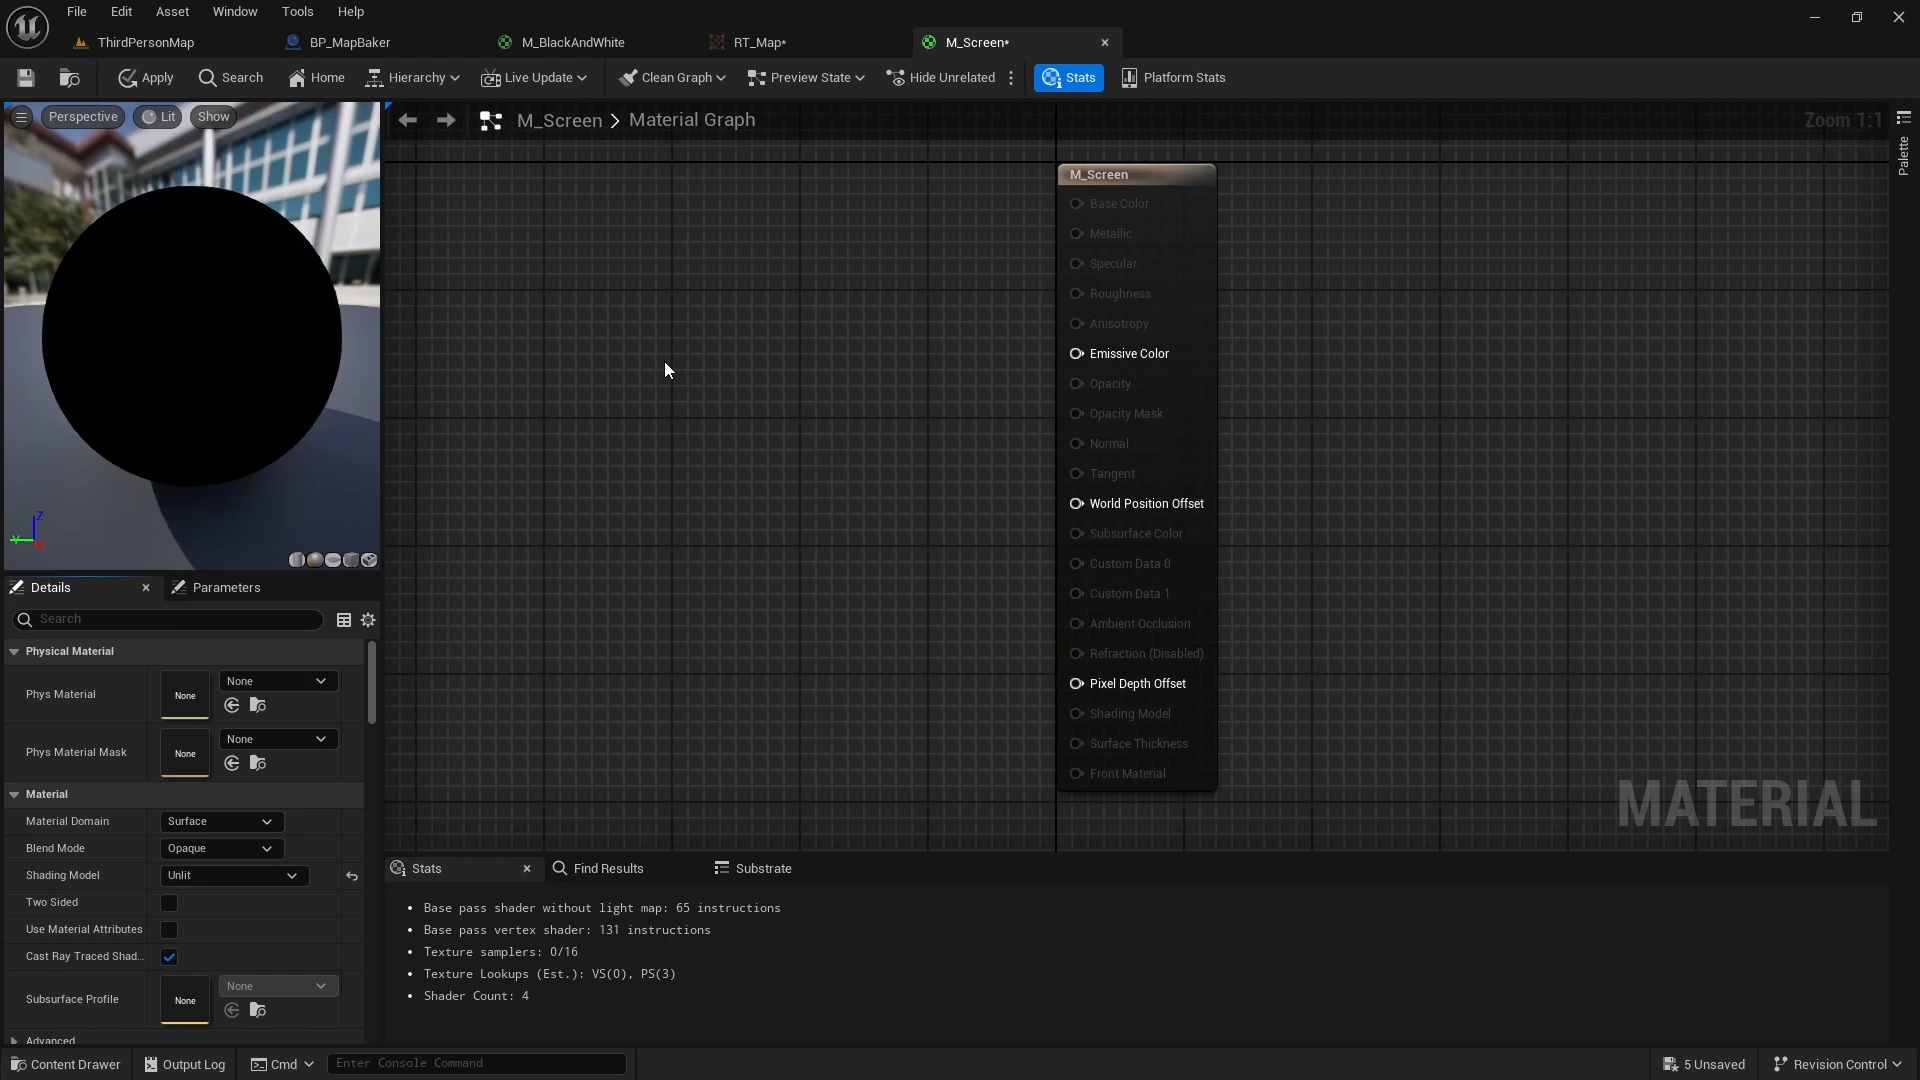 File Edit Asset Window Tools Help
ThirdPersonMap BP_MapBaker M_BlackAndWhite RT_Map* M_Screen*
Apply Search Home Hierarchy Live Update Clean Graph Preview State Hide Unrelated Stats Platform Stats
Perspective Lit Show
M_Screen > Material Graph
Zoom 1:1
Palette
M_Screen
Base Color
Metallic
Specular
Roughness
Anisotropy
Emissive Color
Opacity
Opacity Mask
Normal
Tangent
World Position Offset
Subsurface Color
Custom Data 0
Custom Data 1
Ambient Occlusion
Refraction (Disabled)
Pixel Depth Offset
Shading Model
Surface Thickness
Front Material
MATERIAL
Z
Y
X
Details Parameters
Search
Physical Material
Phys Material None None
Phys Material Mask None None
Material
Material Domain Surface
Blend Mode Opaque
Shading Model Unlit
Two Sided
Use Material Attributes
Cast Ray Traced Shad...
Subsurface Profile None None
Advanced
Stats Find Results Substrate
• Base pass shader without light map: 65 instructions
• Base pass vertex shader: 131 instructions
• Texture samplers: 0/16
• Texture Lookups (Est.): VS(0), PS(3)
• Shader Count: 4
Content Drawer Output Log Cmd Enter Console Command 5 Unsaved Revision Control